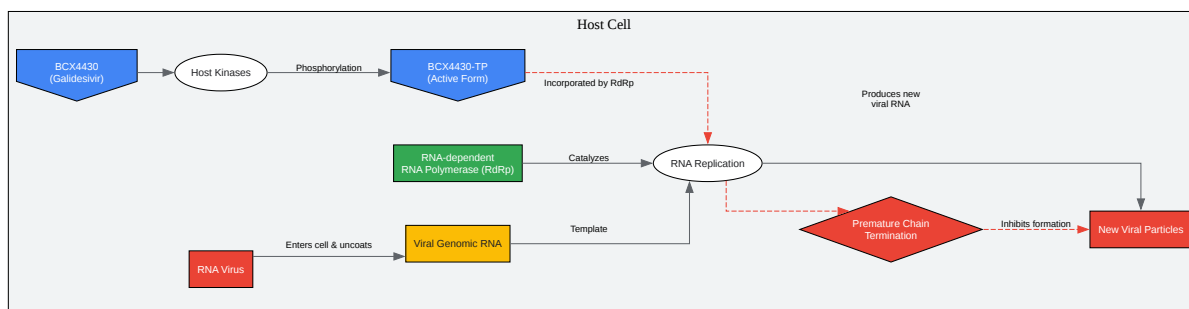 Host Cell
BCX4430
(Galidesivir)
Host Kinases
Phosphorylation
BCX4430-TP
(Active Form)
Incorporated by RdRp
Produces new
viral RNA
RNA-dependent
RNA Polymerase (RdRp)
Catalyzes
RNA Replication
RNA Virus
Enters cell & uncoats
Viral Genomic RNA
Template
Premature Chain
Termination
Inhibits formation
New Viral Particles